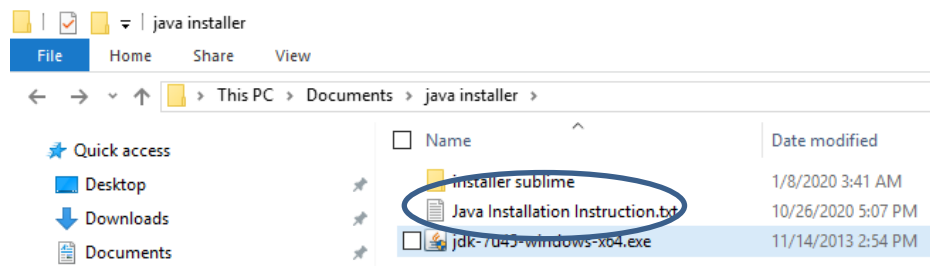 java installer
File Home Share View
This PC > Documents > java installer >
Name Date modified
Quick access
installer sublime 1/8/2020 3:41 AM
Desktop
Java Installation Instruction.txt 10/26/2020 5:07 PM
Downloads
jdk-7u45-windows-x64.exe 11/14/2013 2:54 PM
Documents